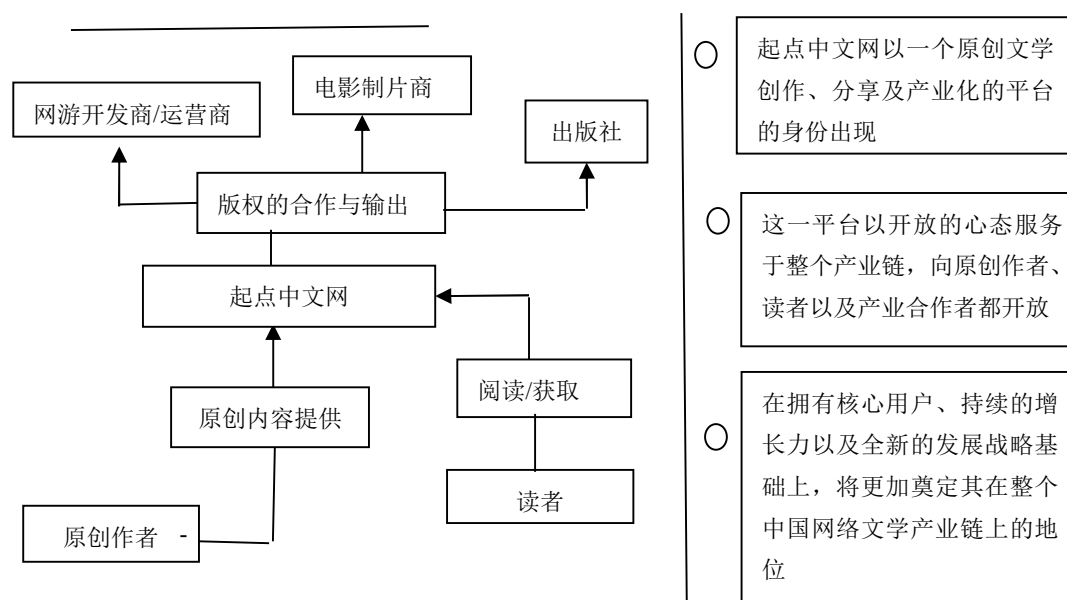 电影制片商
网游开发商/运营商
出版社
版权的合作与输出
起点中文网
阅读/获取
原创内容提供
读者
原创作者 -
起点中文网以一个原创文学
创作、分享及产业化的平台
的身份出现
这一平台以开放的心态服务
于整个产业链，向原创作者、
读者以及产业合作者都开放
在拥有核心用户、持续的增
长力以及全新的发展战略基
础上，将更加奠定其在整个
中国网络文学产业链上的地
位